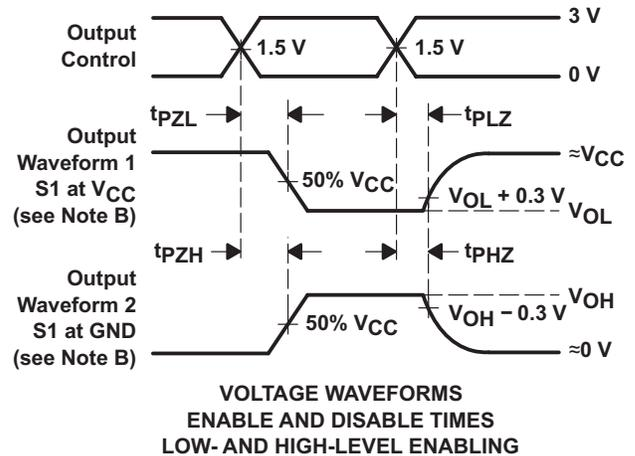 Output
Control
1.5 V
1.5 V
3 V
0 V
tPZL
tPLZ
Output
Waveform 1
S1 at VCC
(see Note B)
50% VCC
≈VCC
VOL + 0.3 V
VOL
tPZH
tPHZ
Output
Waveform 2
S1 at GND
(see Note B)
50% VCC
VOH
VOH − 0.3 V
≈0 V
VOLTAGE WAVEFORMS
ENABLE AND DISABLE TIMES
LOW- AND HIGH-LEVEL ENABLING